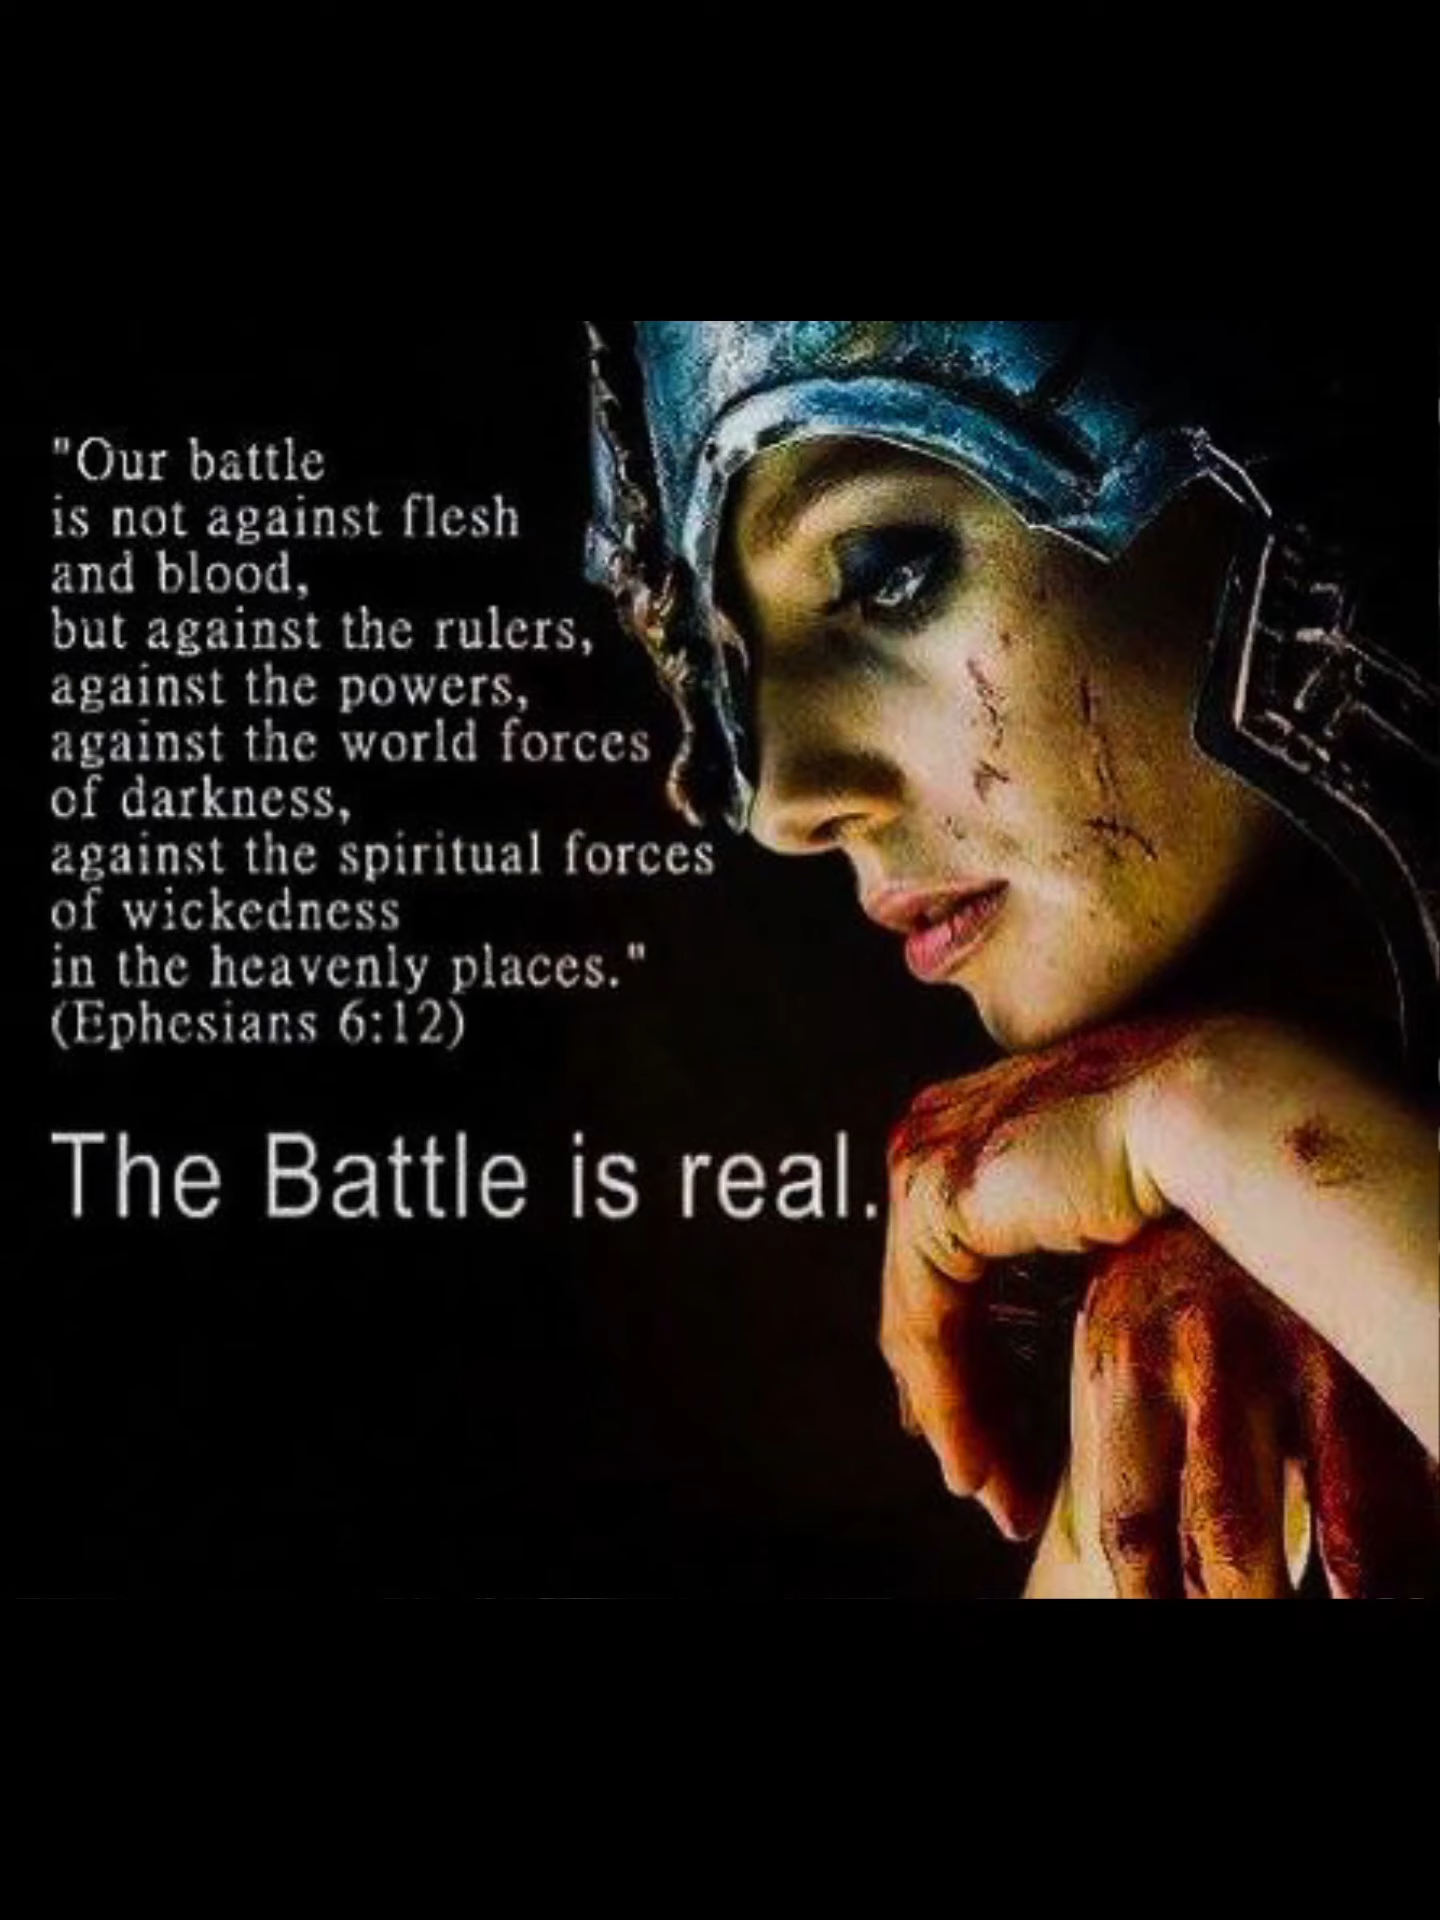 "Our battle
is not against flesh
and blood,
but against the rulers,
against the powers,
against the world forces
of darkness,
against the spiritual forces
of wickedness
in the heavenly places."
(Ephesians 6:12)
The Battle is real.